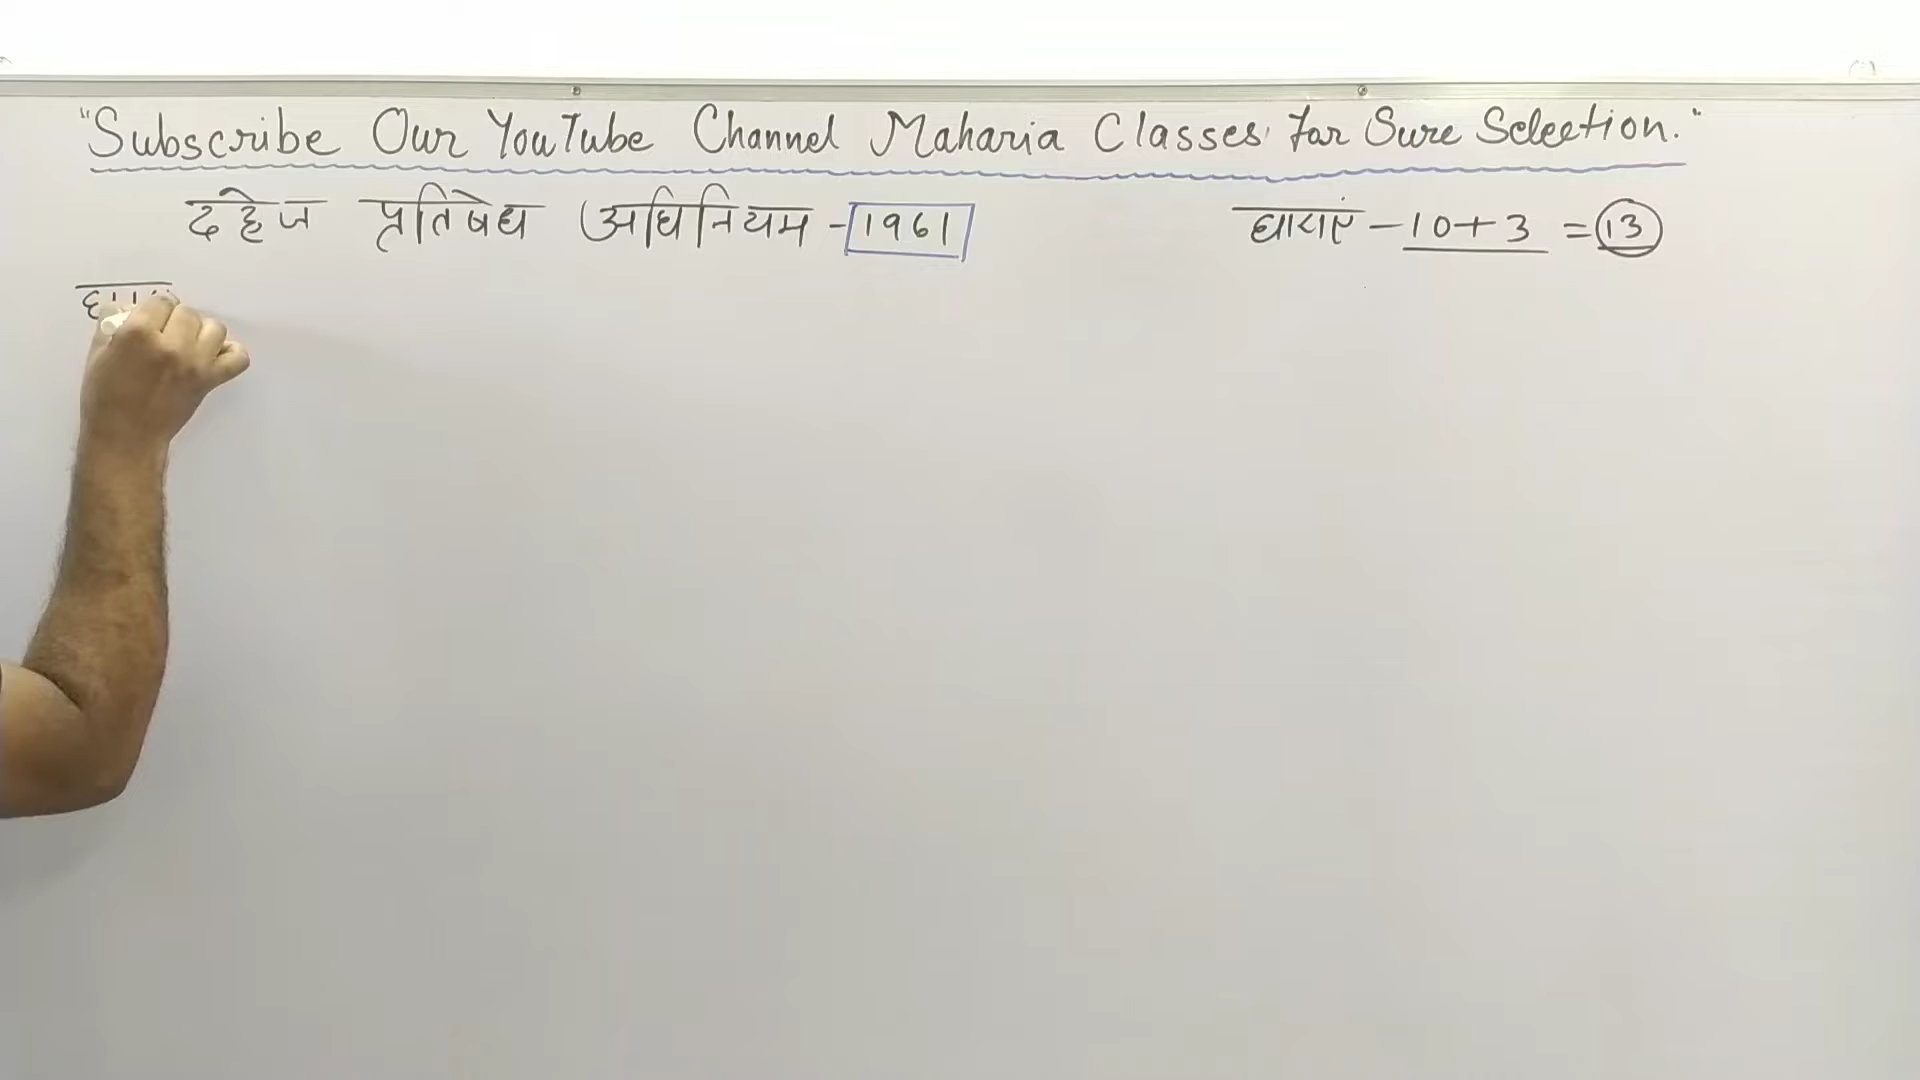 "Subscribe Our YouTube Channel Maharia Classes for Sure Selection."
दहेज प्रतिषेध अधिनियम - 1961 धाराएं - 10 + 3 = 13